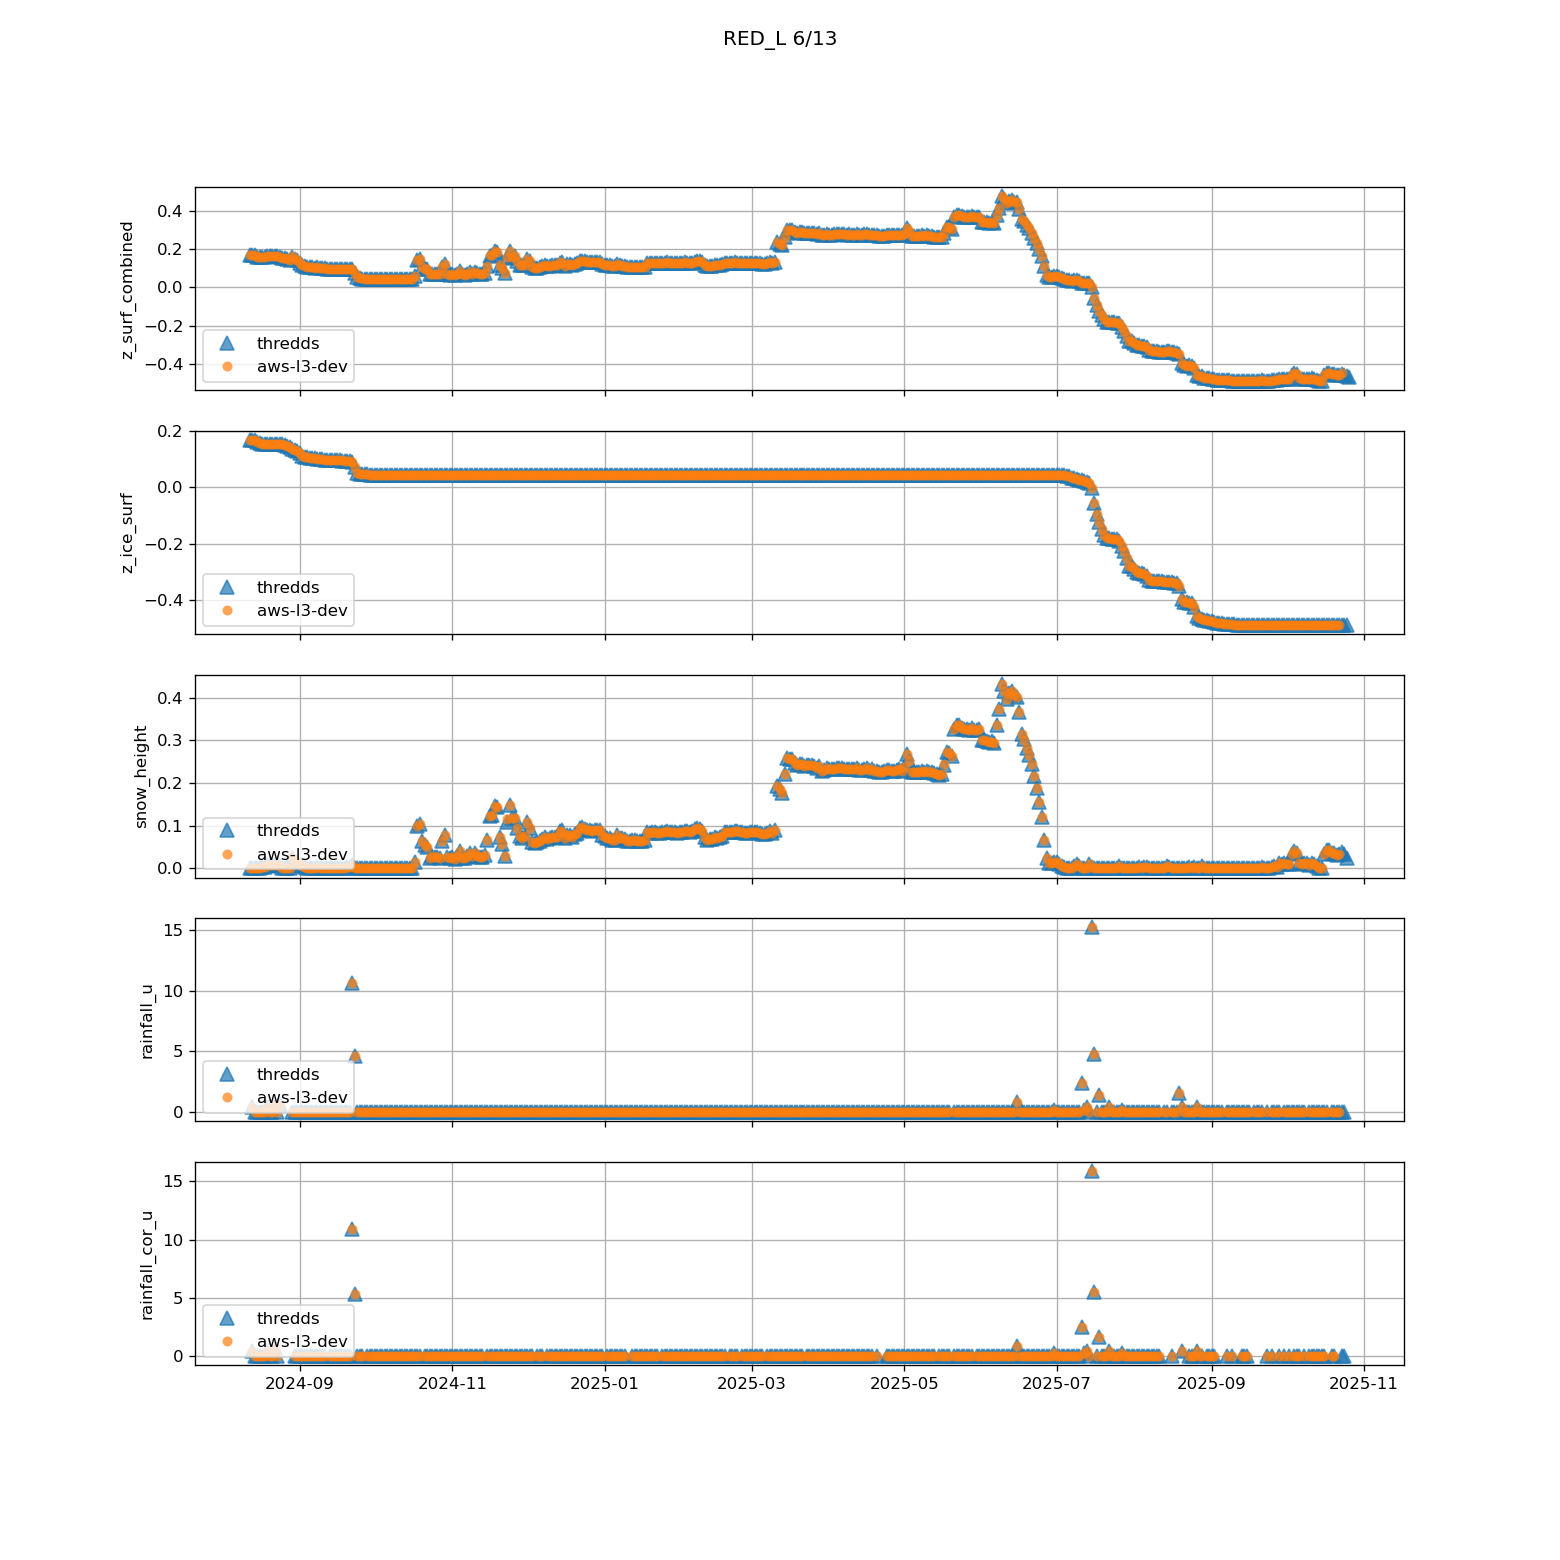 RED_L 6/13
z_surf_combined
0.4
0.2
0.0
−0.2
−0.4
thredds
aws-l3-dev
z_ice_surf
0.2
0.0
−0.2
−0.4
thredds
aws-l3-dev
snow_height
0.4
0.3
0.2
0.1
0.0
thredds
aws-l3-dev
rainfall_u
15
10
5
0
thredds
aws-l3-dev
rainfall_cor_u
15
10
5
0
thredds
aws-l3-dev
2024-09 2024-11 2025-01 2025-03 2025-05 2025-07 2025-09 2025-11